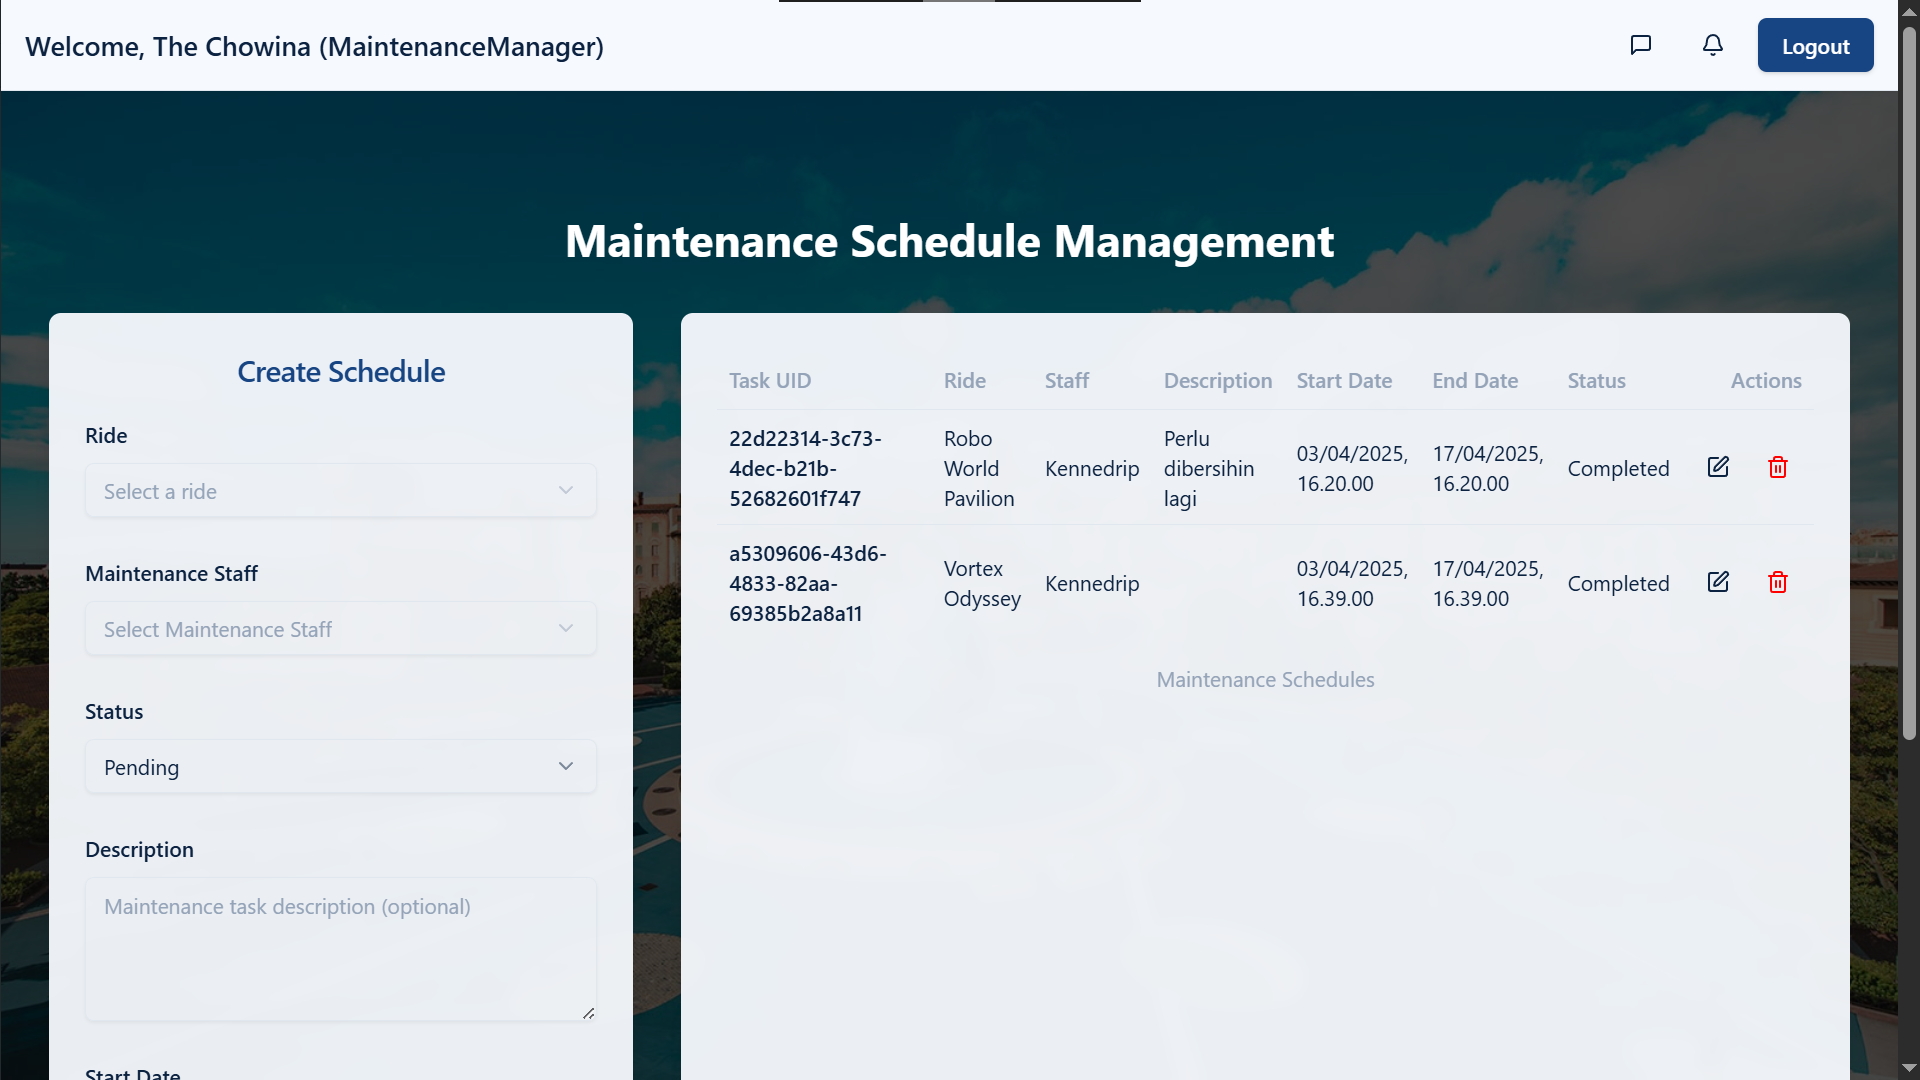 Welcome, The Chowina (MaintenanceManager)
Logout
Maintenance Schedule Management
Create Schedule
Ride
Select a ride
Maintenance Staff
Select Maintenance Staff
Status
Pending
Description
Maintenance task description (optional)
Start Date
Task UID Ride Staff Description Start Date End Date Status Actions
22d22314-3c73-
4dec-b21b-
52682601f747
Robo
World
Pavilion
Kennedrip
Perlu
dibersihin
lagi
03/04/2025,
16.20.00
17/04/2025,
16.20.00
Completed
a5309606-43d6-
4833-82aa-
69385b2a8a11
Vortex
Odyssey
Kennedrip
03/04/2025,
16.39.00
17/04/2025,
16.39.00
Completed
Maintenance Schedules